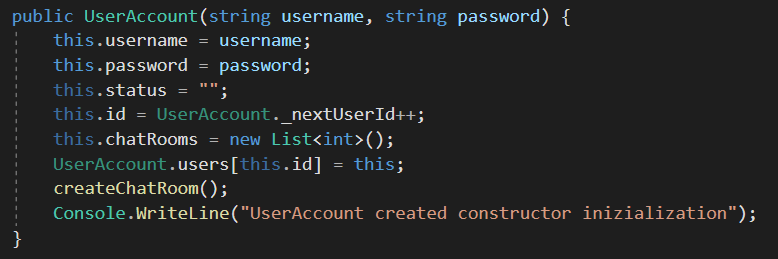 public UserAccount(string username, string password) {
    this.username = username;
    this.password = password;
    this.status = "";
    this.id = UserAccount._nextUserId++;
    this.chatRooms = new List<int>();
    UserAccount.users[this.id] = this;
    createChatRoom();
    Console.WriteLine("UserAccount created constructor inizialization");
}